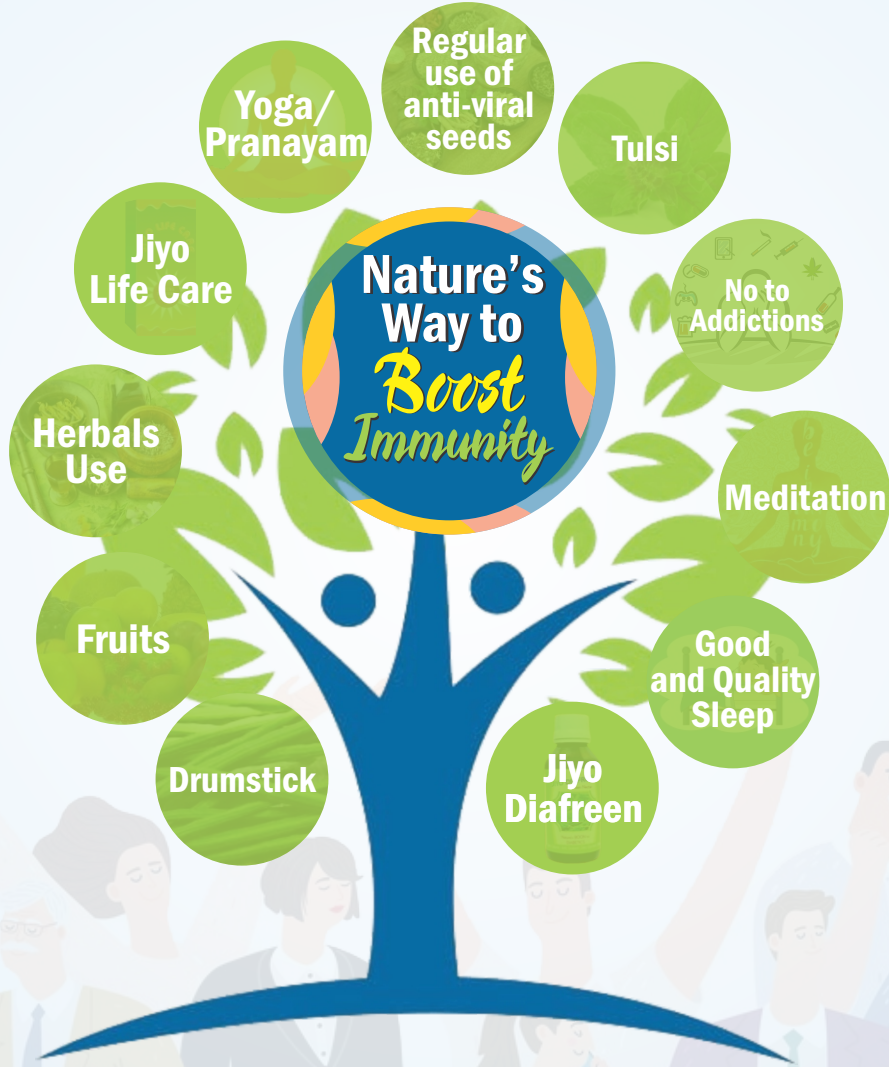 Nature's
Way to
Boost
Immunity
Regular
use of
anti-viral
seeds
Yoga/
Pranayam
Tulsi
Jiyo
Life Care
No to
Addictions
Herbals
Use
Meditation
Fruits
Good
and Quality
Sleep
Drumstick
Jiyo
Diafreen